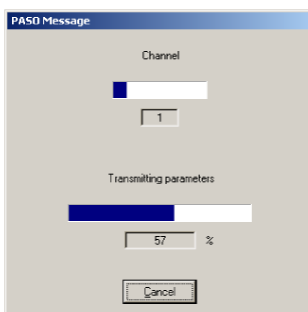 PASO Message
Channel
1
Transmitting parameters
57 %
Cancel